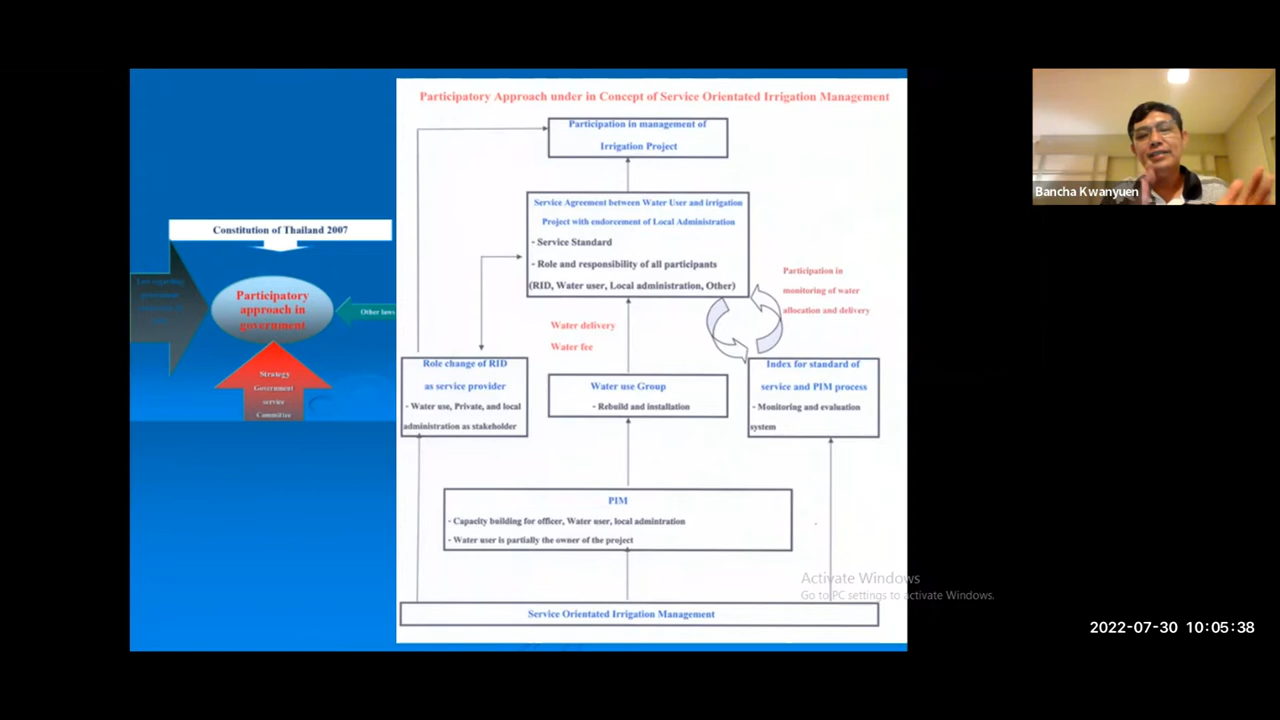 Participatory Approach under in Concept of Service Orientated Irrigation Management
Participation in management of
Irrigation Project
Service Agreement between Water User and irrigation
Project with endorcement of Local Administration
- Service Standard
- Role and responsibility of all participants
(RID, Water user, Local administration, Other)
Participation in
monitoring of water
allocation and delivery
Water delivery
Water fee
Role change of RID
as service provider
- Water use, Private, and local
administration as stakeholder
Water use Group
- Rebuild and installation
Index for standard of
service and PIM process
- Monitoring and evaluation
system
PIM
- Capacity building for officer, Water user, local admintration
- Water user is partially the owner of the project
Service Orientated Irrigation Management
Constitution of Thailand 2007
Law regarding
government
Participatory
approach in
government
Other laws
Strategy
Government
service
Committee
Bancha Kwanyuen
Activate Windows
Go to PC settings to activate Windows.
2022-07-30 10:05:38